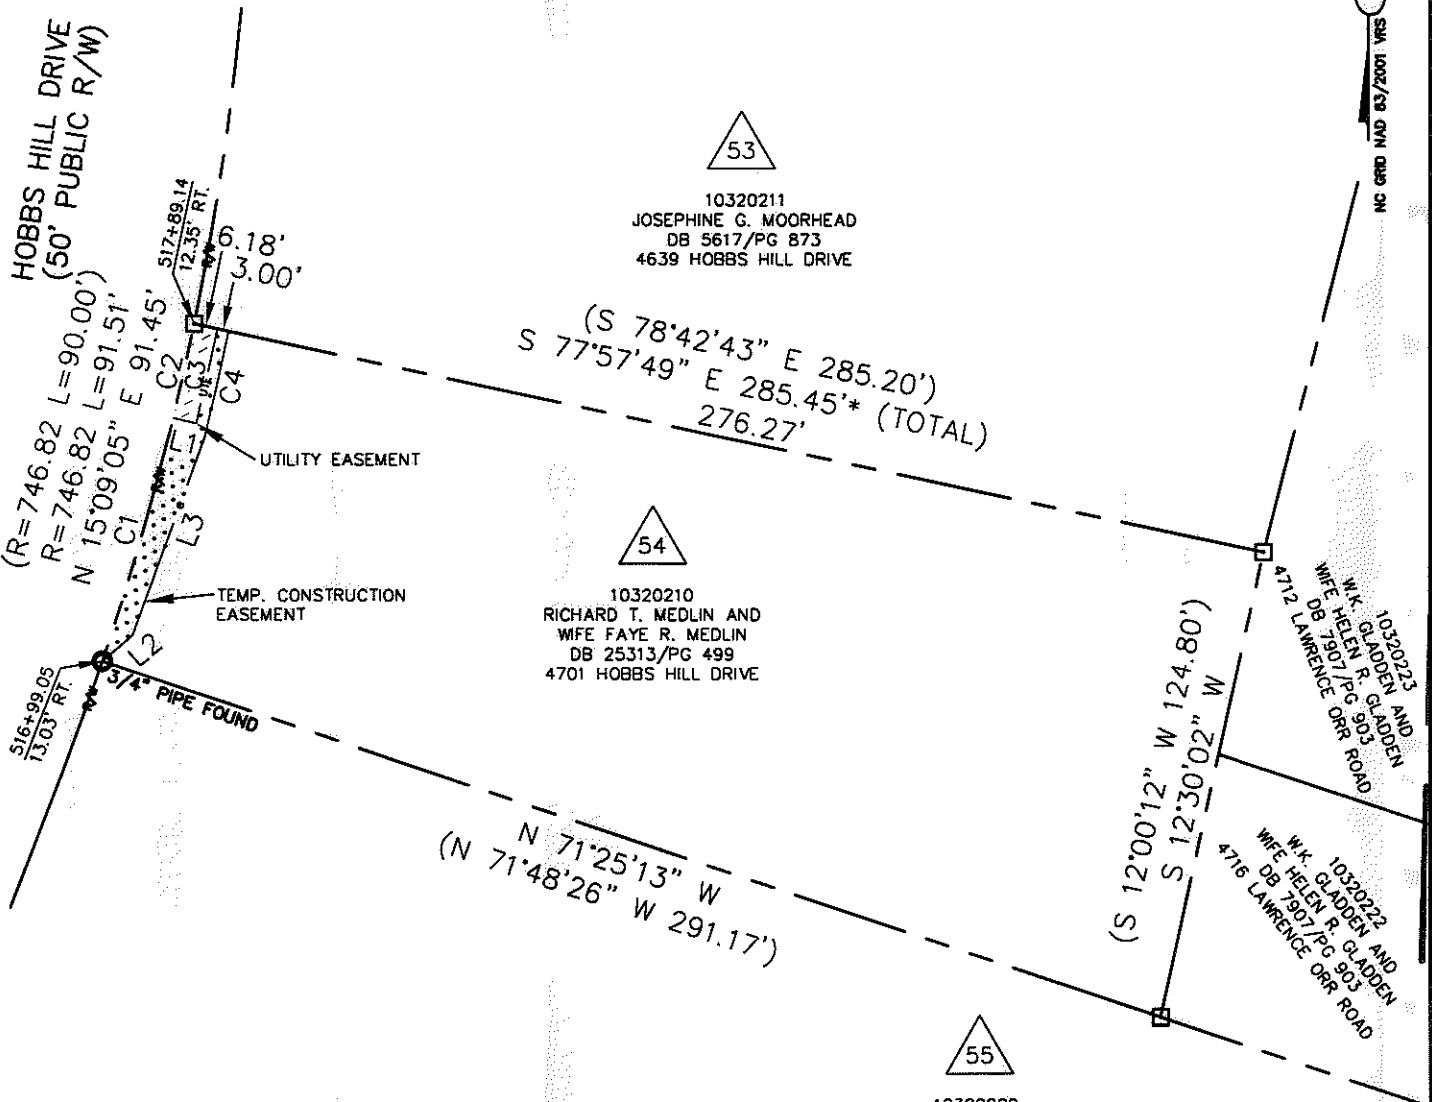 HOBBS HILL DRIVE
(50' PUBLIC R/W)
NC GRID NAD 83/2001 VRS
53
10320211
JOSEPHINE G. MOORHEAD
DB 5617/PG 873
4639 HOBBS HILL DRIVE
517+89.14
12.35' RT.
R/W
6.18'
3.00'
(R=746.82 L=90.00')
R=746.82 L=91.51'
N 15°09'05" E 91.45'
C2
C3
C4
(S 78°42'43" E 285.20')
S 77°57'49" E 285.45'* (TOTAL)
276.27'
L1
UTILITY EASEMENT
R/W
C1
L3
TEMP. CONSTRUCTION
EASEMENT
54
10320210
RICHARD T. MEDLIN AND
WIFE FAYE R. MEDLIN
DB 25313/PG 499
4701 HOBBS HILL DRIVE
L2
3/4" PIPE FOUND
R/W
516+99.05
13.03' RT.
10320223
W.K. GLADDEN AND
WIFE HELEN R. GLADDEN
DB 7907/PG 903
4712 LAWRENCE ORR ROAD
(S 12°00'12" W 124.80')
S 12°30'02" W
N 71°25'13" W
(N 71°48'26" W 291.17')
10320222
W.K. GLADDEN AND
WIFE HELEN R. GLADDEN
DB 7907/PG 903
4716 LAWRENCE ORR ROAD
55